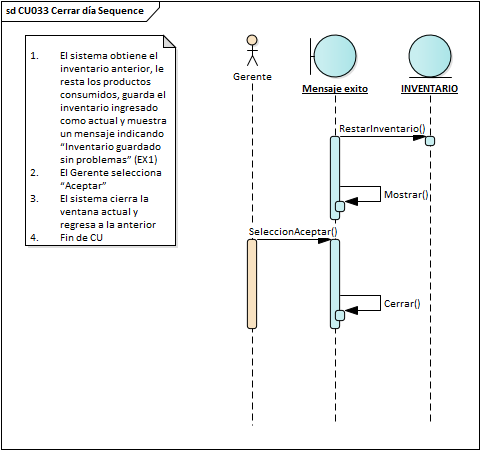 sd CU033 Cerrar día Sequence
1. El sistema obtiene el
inventario anterior, le
resta los productos
consumidos, guarda el
inventario ingresado
como actual y muestra
un mensaje indicando
“Inventario guardado
sin problemas” (EX1)
2. El Gerente selecciona
“Aceptar”
3. El sistema cierra la
ventana actual y
regresa a la anterior
4. Fin de CU
Gerente
Mensaje exito
INVENTARIO
RestarInventario()
Mostrar()
SeleccionAceptar()
Cerrar()